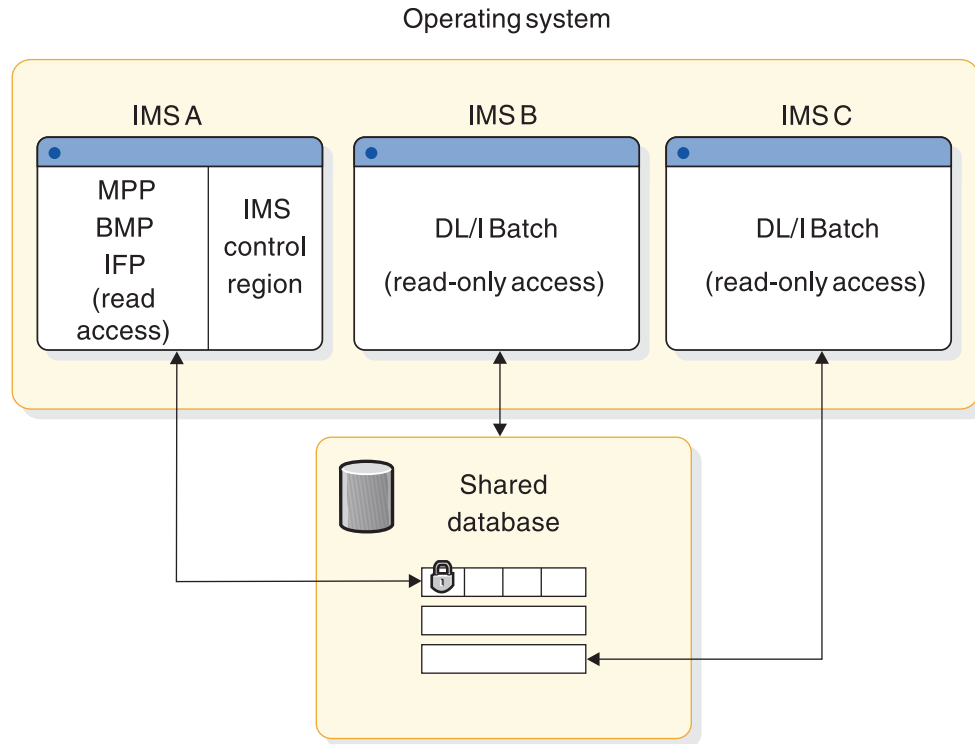 Operating system
IMS A
IMS B
IMS C
MPP
BMP
IFP
(read
access)
IMS
control
region
DL/I Batch
(read-only access)
DL/I Batch
(read-only access)
Shared
database